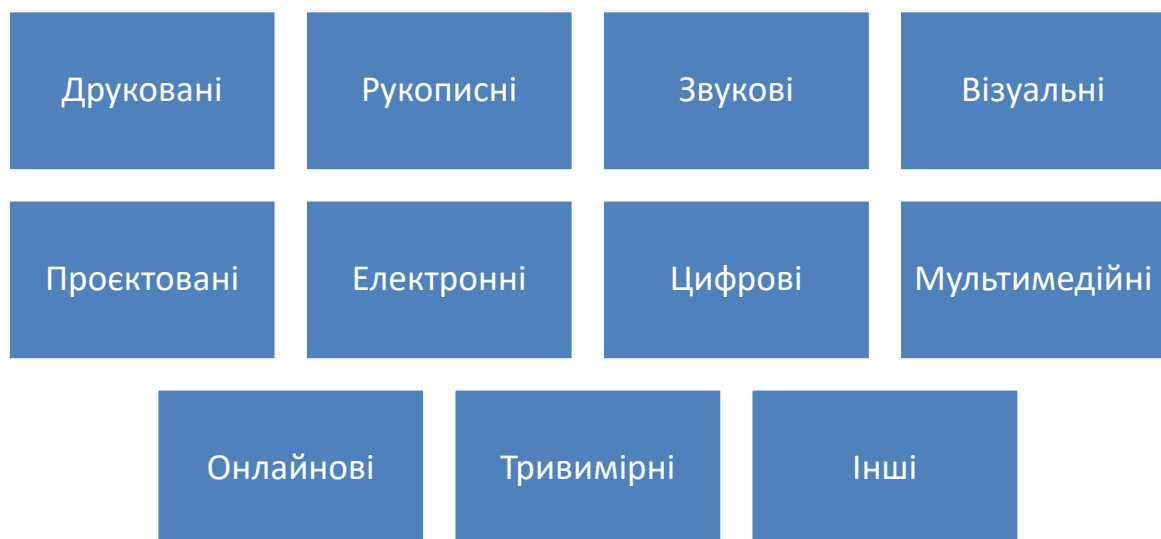 Друковані
Рукописні
Звукові
Візуальні
Проєктовані
Електронні
Цифрові
Мультимедійні
Онлайнові
Тривимірні
Інші